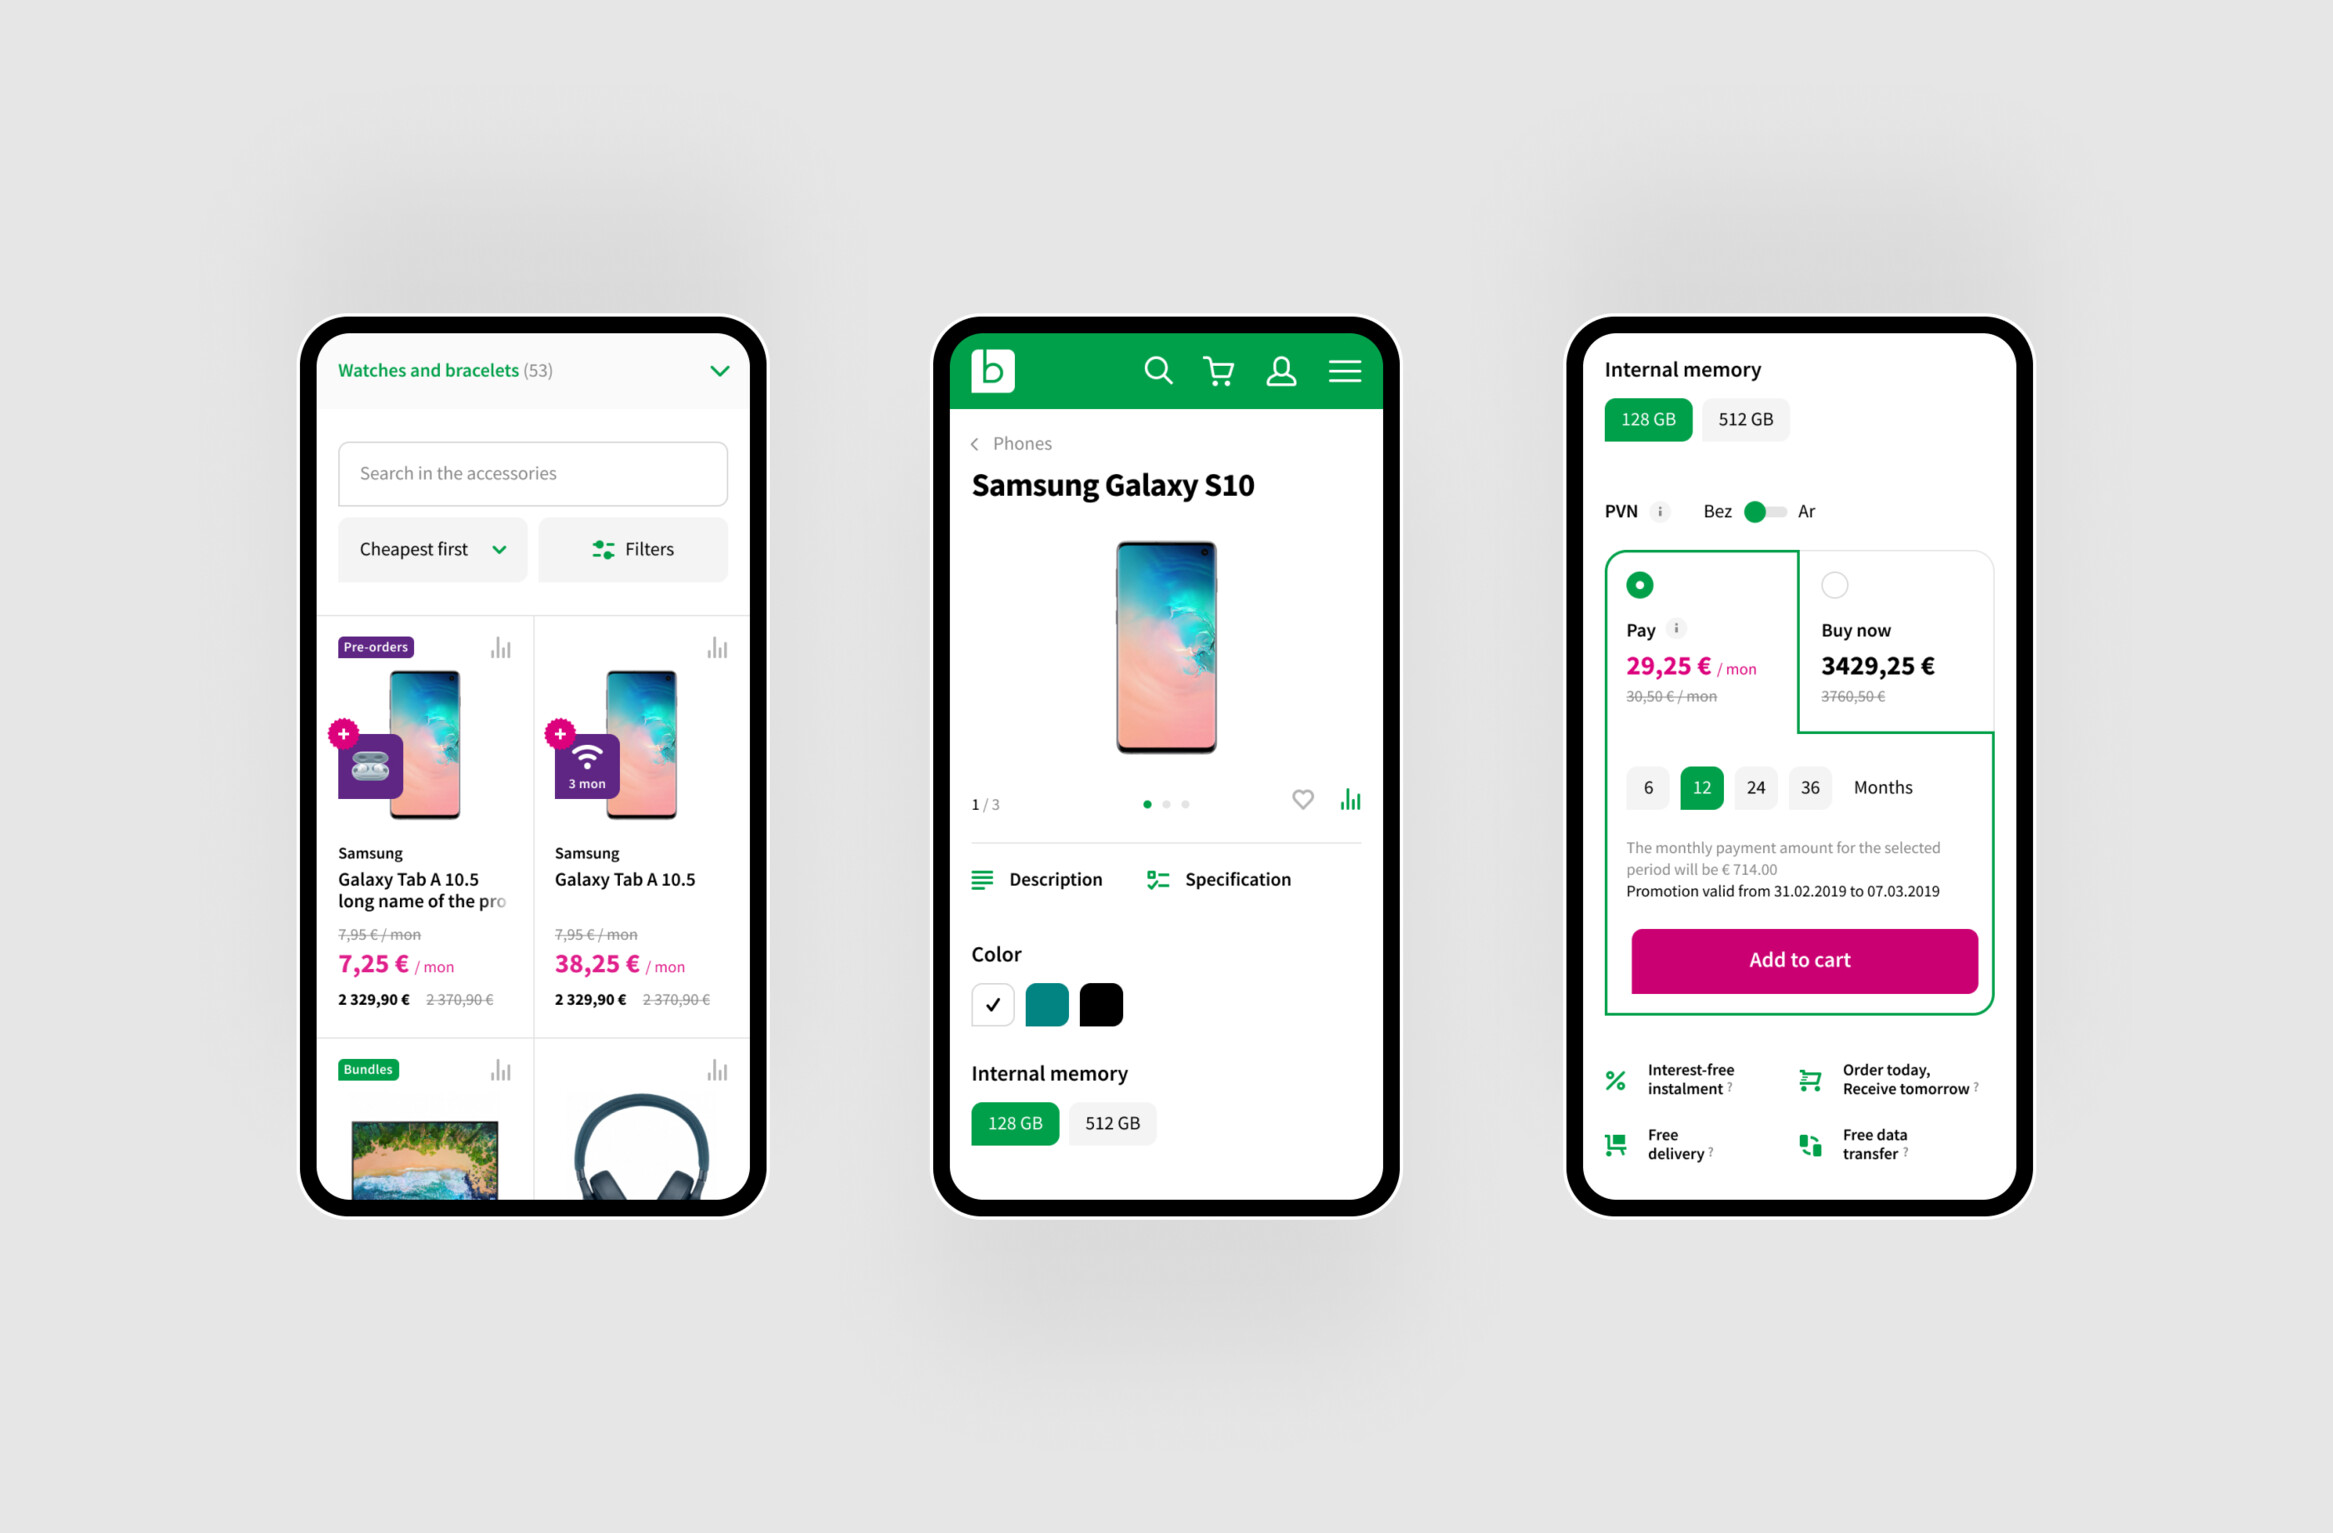 Watches and bracelets (53)
Search in the accessories
Cheapest first
Filters
Pre-orders
3 mon
Samsung
Galaxy Tab A 10.5
long name of the pro
7,95 € / mon
7,25 € / mon
2 329,90 € 2 370,90 €
Samsung
Galaxy Tab A 10.5
7,95 € / mon
38,25 € / mon
2 329,90 € 2 370,90 €
Bundles
b
Phones
Samsung Galaxy S10
1 / 3
Description
Specification
Color
Internal memory
128 GB
512 GB
Internal memory
128 GB
512 GB
PVN i Bez Ar
Pay i
29,25 € / mon
30,50 € / mon
Buy now
3429,25 €
3760,50 €
6 12 24 36 Months
The monthly payment amount for the selected
period will be € 714.00
Promotion valid from 31.02.2019 to 07.03.2019
Add to cart
Interest-free
instalment ?
Order today,
Receive tomorrow ?
Free
delivery ?
Free data
transfer ?